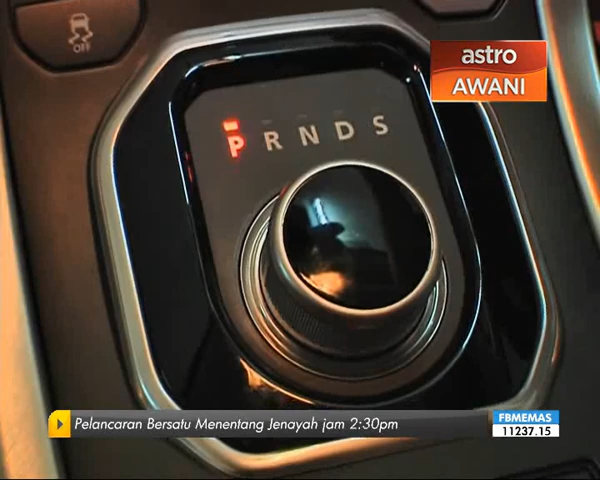 OFF
astro
AWANI
P R N D S
Pelancaran Bersatu Menentang Jenayah jam 2:30pm
FBMEMAS
11237.15